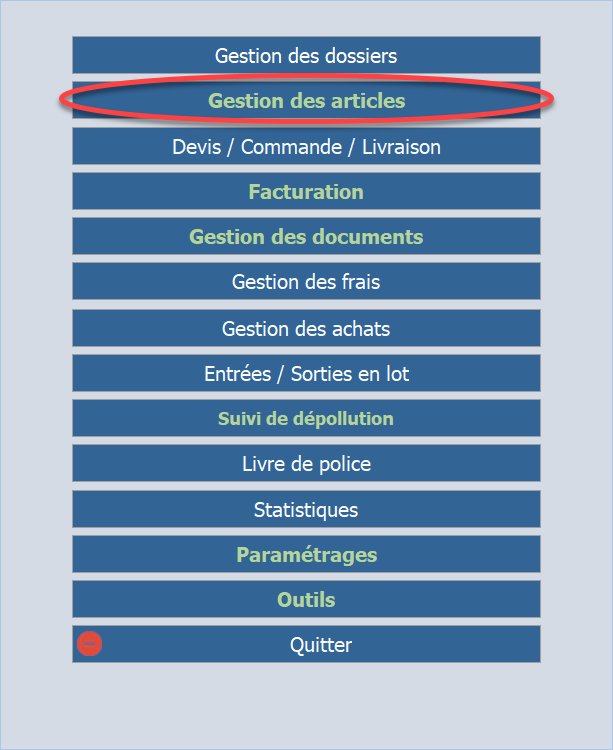 Gestion des dossiers
Gestion des articles
Devis / Commande / Livraison
Facturation
Gestion des documents
Gestion des frais
Gestion des achats
Entrées / Sorties en lot
Suivi de dépollution
Livre de police
Statistiques
Paramétrages
Outils
Quitter